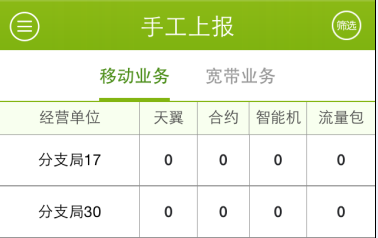 手工上报 筛选
移动业务 宽带业务
经营单位 天翼 合约 智能机 流量包
分支局17 0 0 0 0
分支局30 0 0 0 0